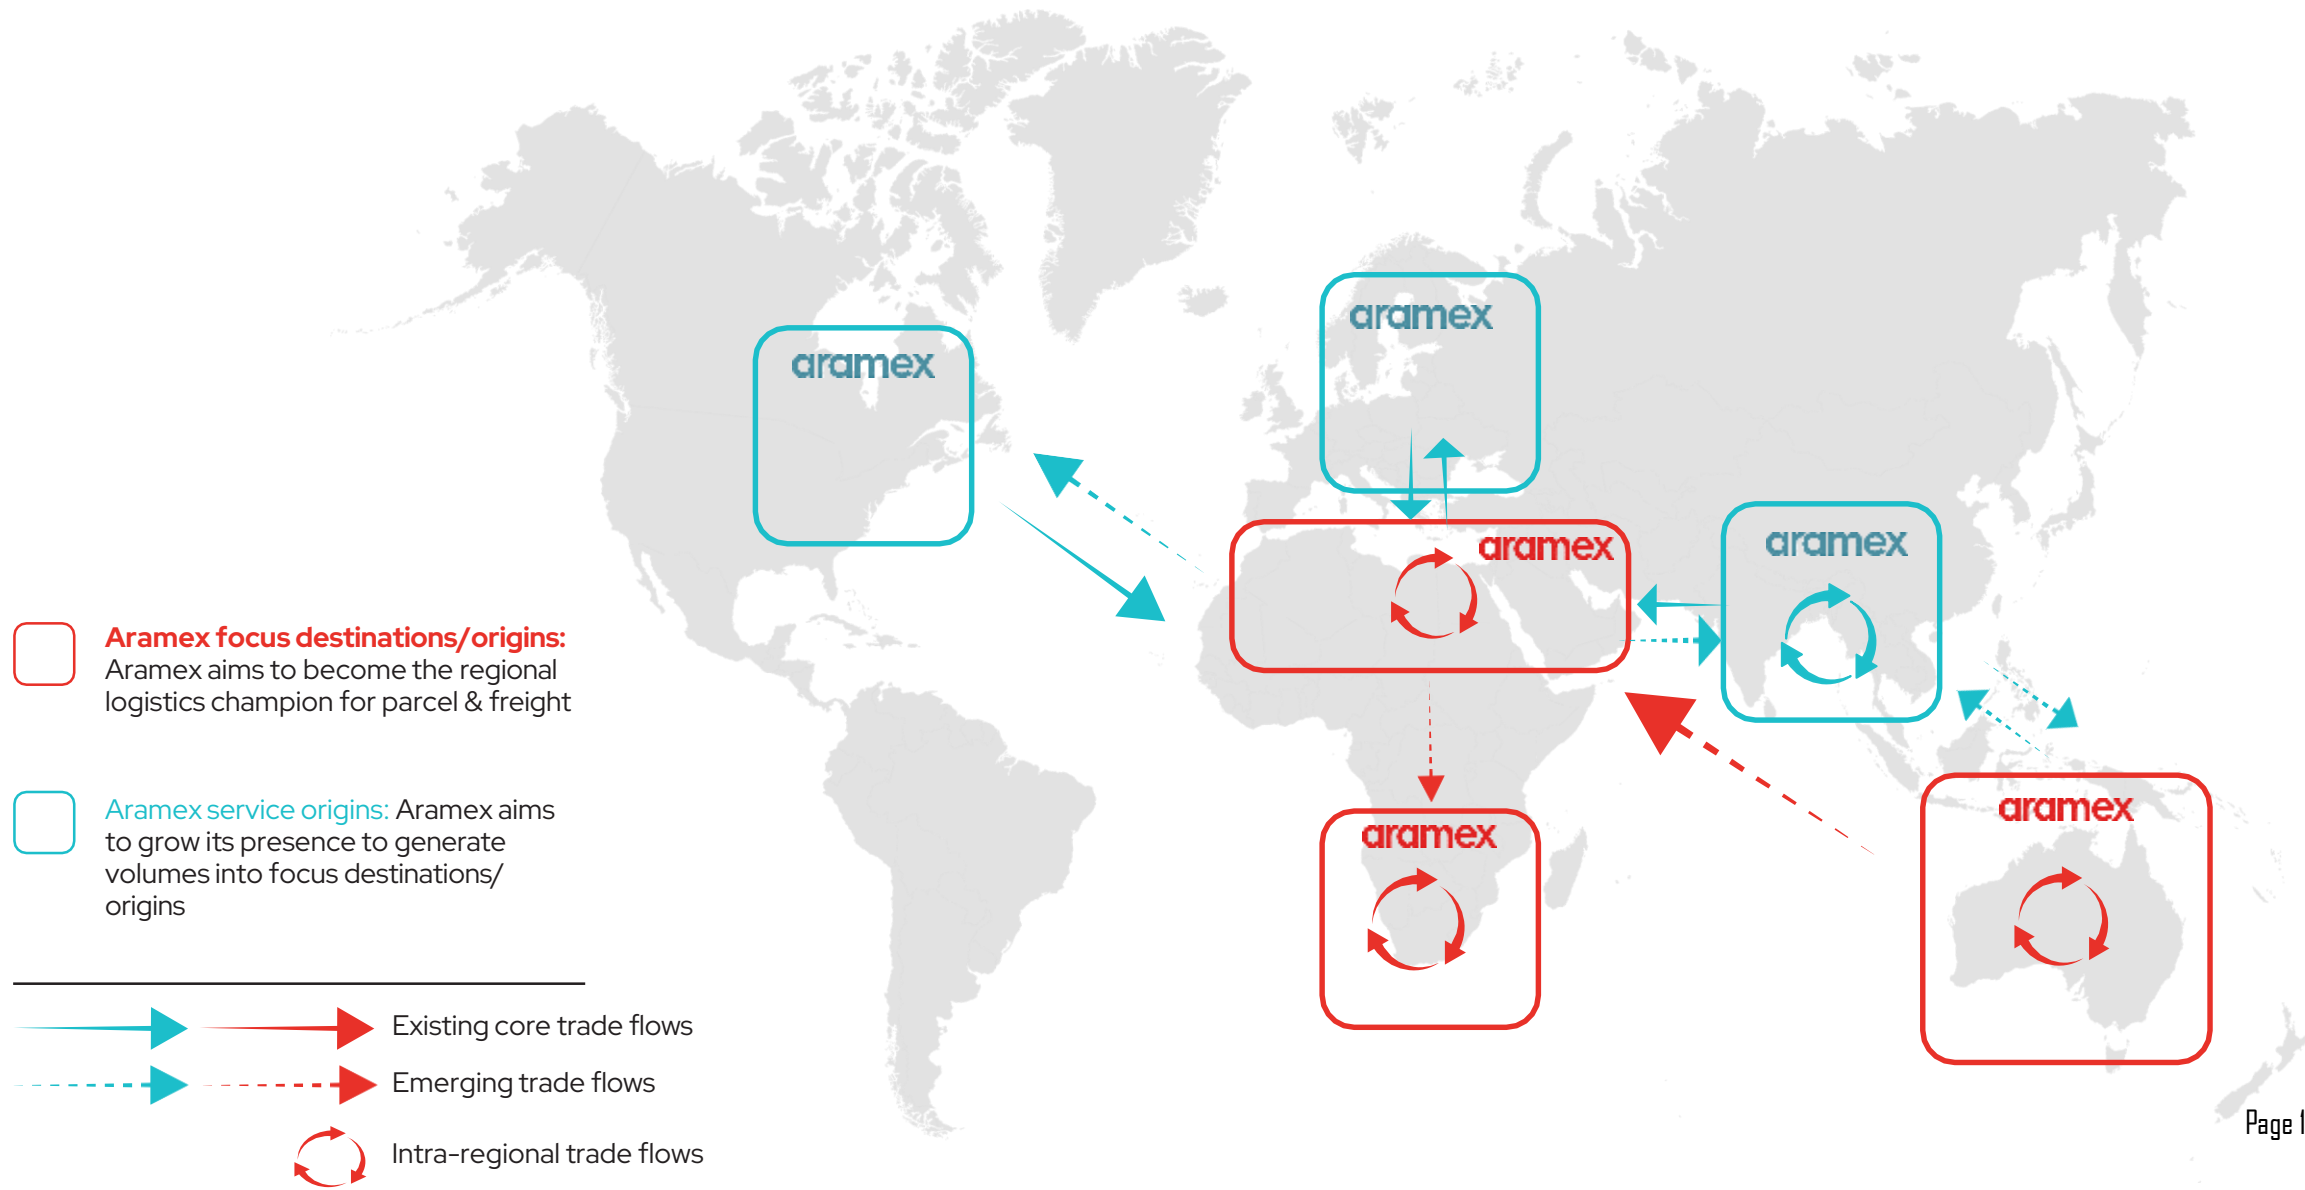 aramex
aramex
aramex
aramex
aramex
aramex
Aramex focus destinations/origins:
Aramex aims to become the regional
logistics champion for parcel & freight
Aramex service origins: Aramex aims
to grow its presence to generate
volumes into focus destinations/
origins
Existing core trade flows
Emerging trade flows
Intra-regional trade flows
Page 1